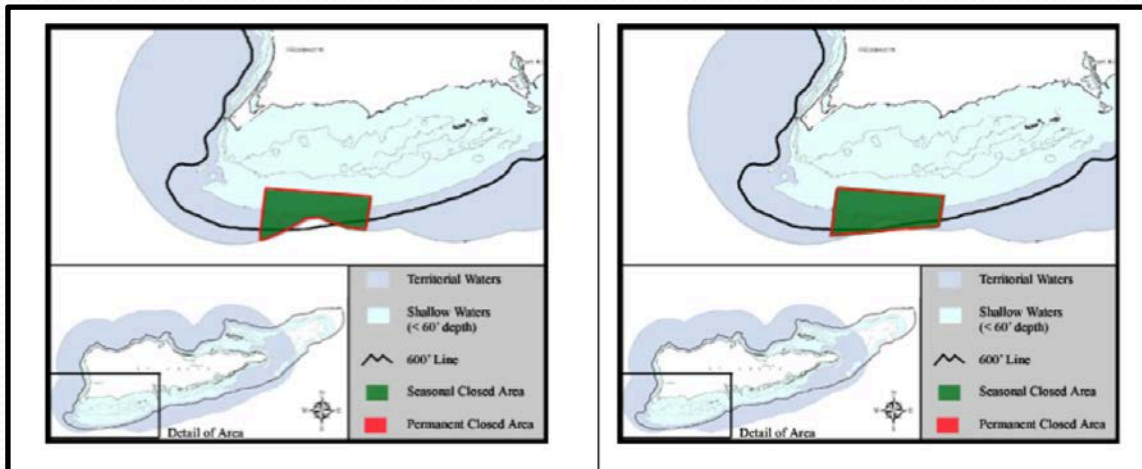 Territorial Waters
Shallow Waters
(< 60' depth)
600' Line
Seasonal Closed Area
Permanent Closed Area
Detail of Area
Territorial Waters
Shallow Waters
(< 60' depth)
600' Line
Seasonal Closed Area
Permanent Closed Area
Detail of Area